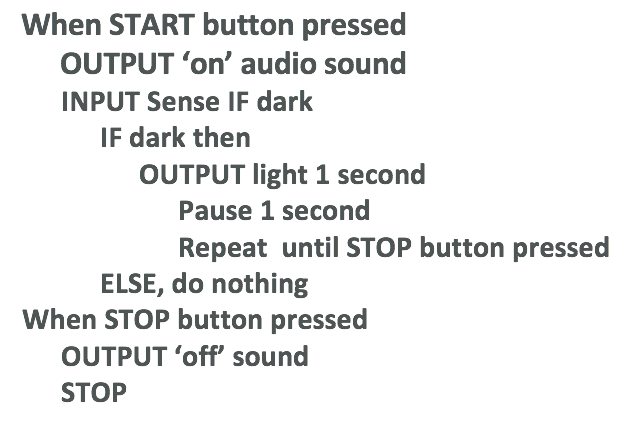 When START button pressed
OUTPUT ‘on’ audio sound
INPUT Sense IF dark
IF dark then
OUTPUT light 1 second
Pause 1 second
Repeat until STOP button pressed
ELSE, do nothing
When STOP button pressed
OUTPUT ‘off’ sound
STOP